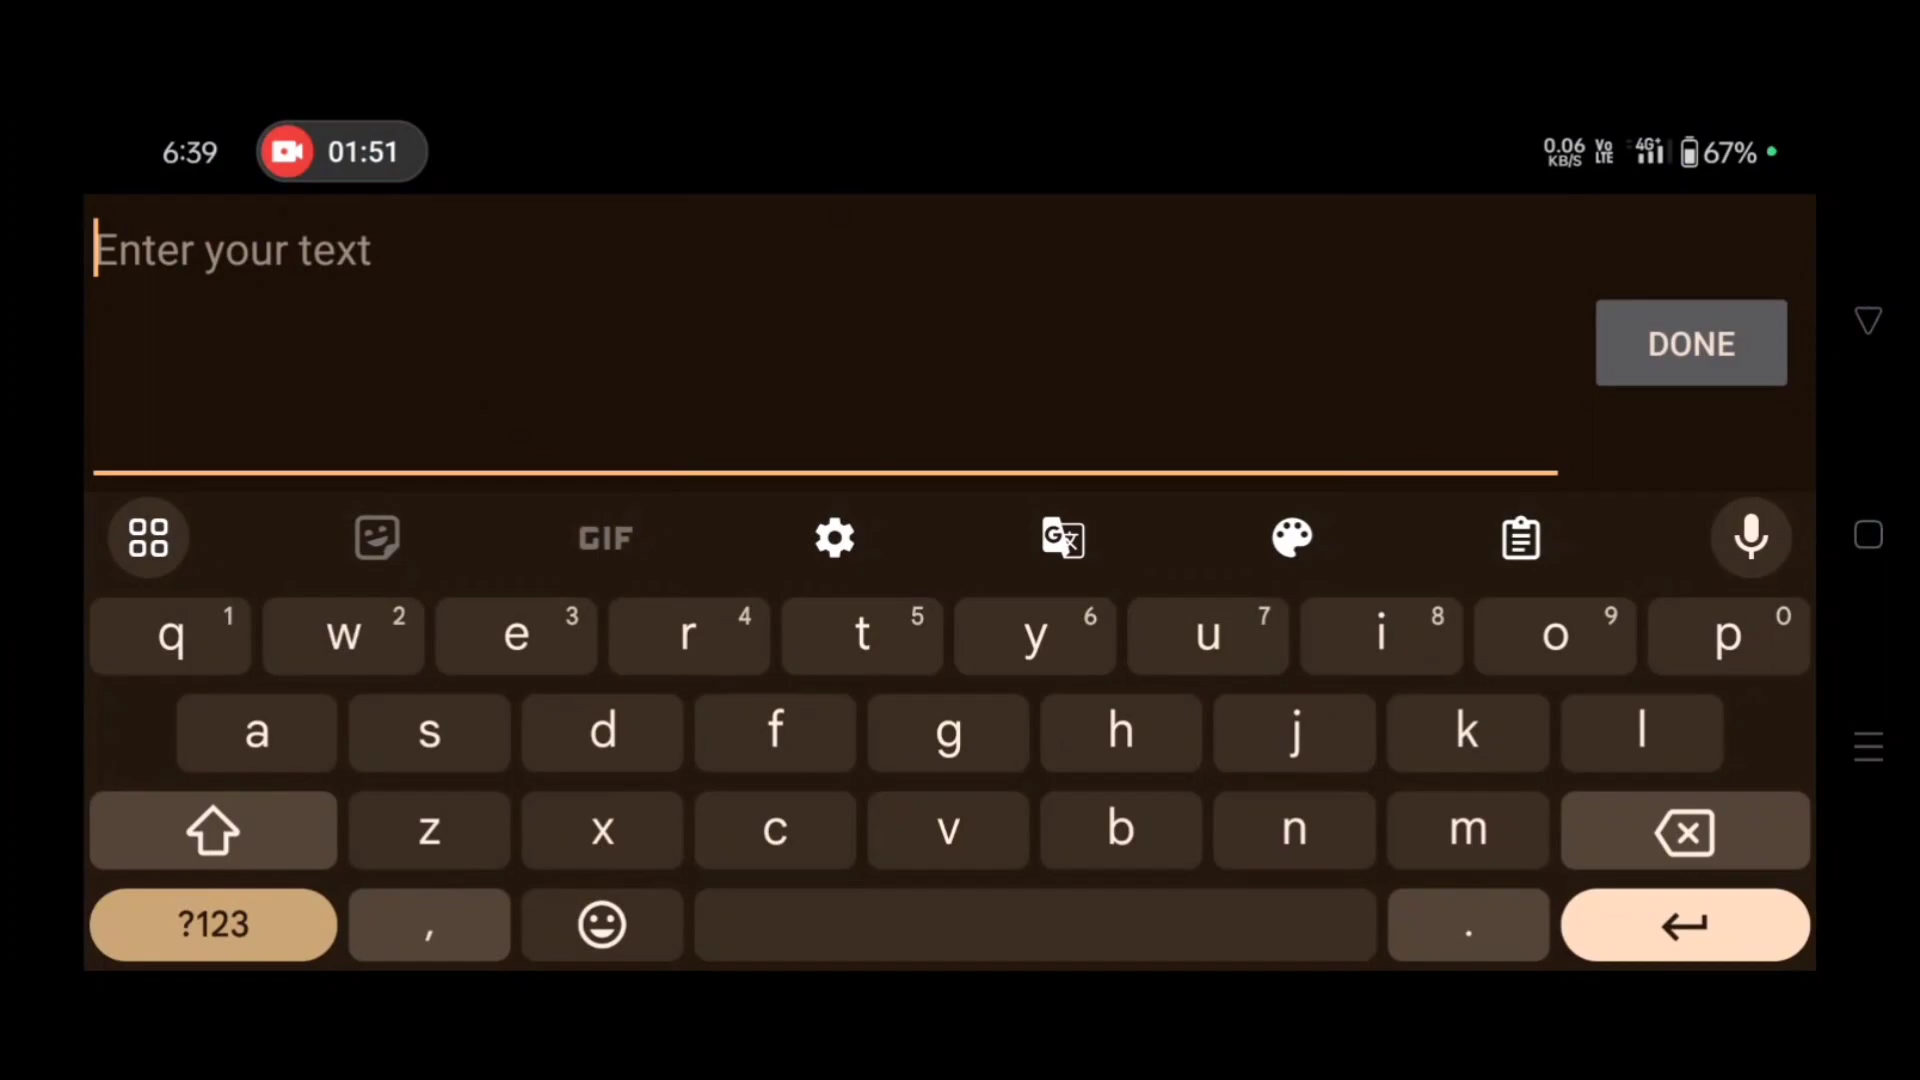 6:39 01:51 0.06 KB/S Vo LTE 4G+ 67%
Enter your text
DONE
GIF
q 1 w 2 e 3 r 4 t 5 y 6 u 7 i 8 o 9 p 0
a s d f g h j k l
z x c v b n m
?123 , .